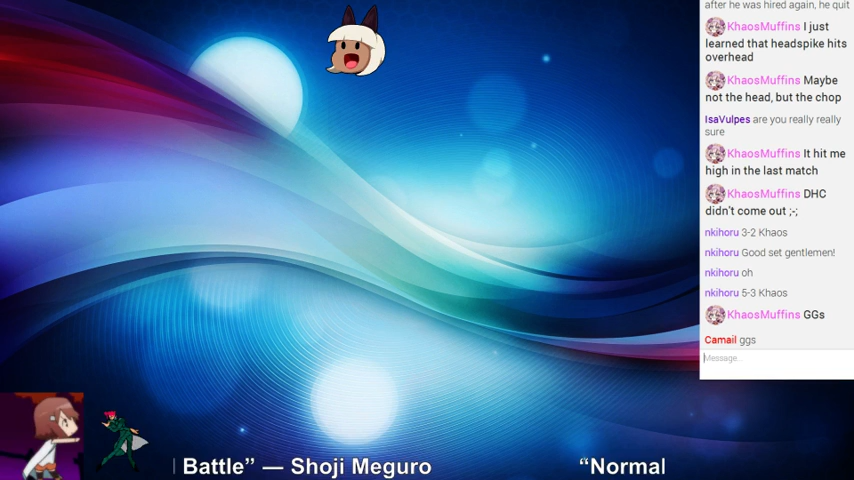 after he was hired again, he quit
KhaosMuffins I just
learned that headspike hits
overhead
KhaosMuffins Maybe
not the head, but the chop
IsaVulpes are you really really
sure
KhaosMuffins It hit me
high in the last match
KhaosMuffins DHC
didn't come out ;-;
nkihoru 3-2 Khaos
nkihoru Good set gentlemen!
nkihoru oh
nkihoru 5-3 Khaos
KhaosMuffins GGs
Camail ggs
Message...
Battle” — Shoji Meguro “Normal